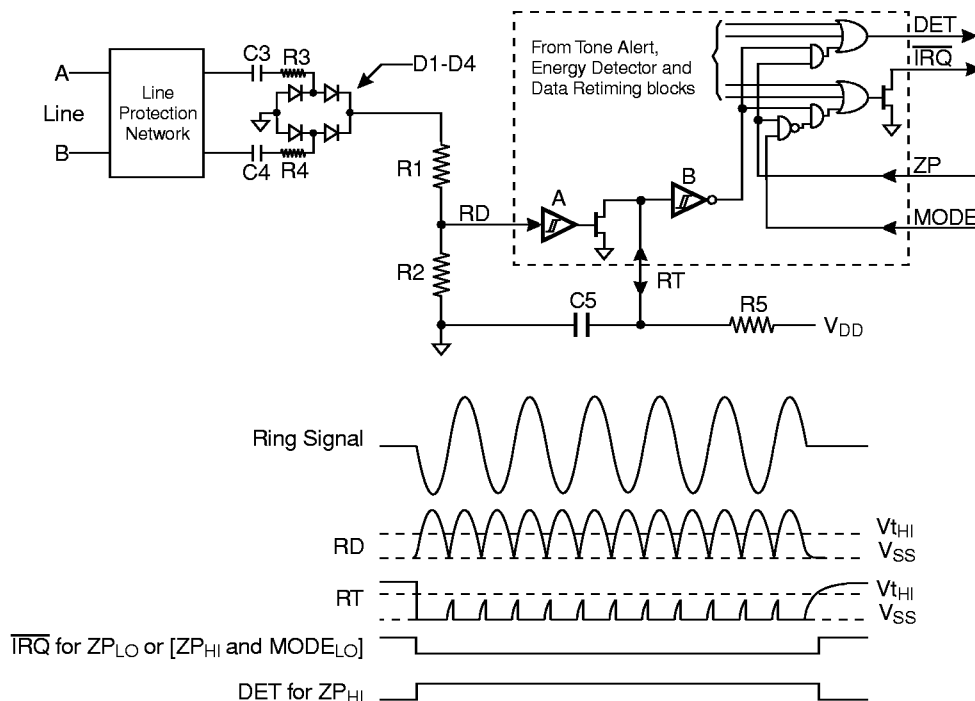 DET
IRQ
From Tone Alert,
Energy Detector and
Data Retiming blocks
C3
R3
D1-D4
A
Line
B
Line
Protection
Network
C4
R4
R1
RD
A
B
ZP
MODE
R2
RT
C5
R5
VDD
Ring Signal
RD
VtHI
VSS
RT
VtHI
VSS
IRQ for ZPLO or [ZPHI and MODELO]
DET for ZPHI